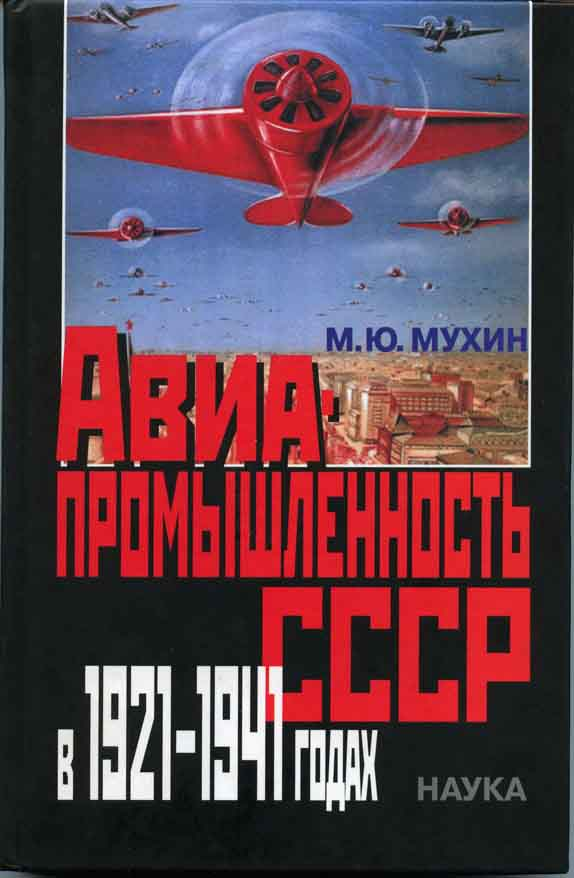 М.Ю. МУХИН
АВИА-
ПРОМЫШЛЕННОСТЬ
СССР
в 1921-1941 годах
НАУКА